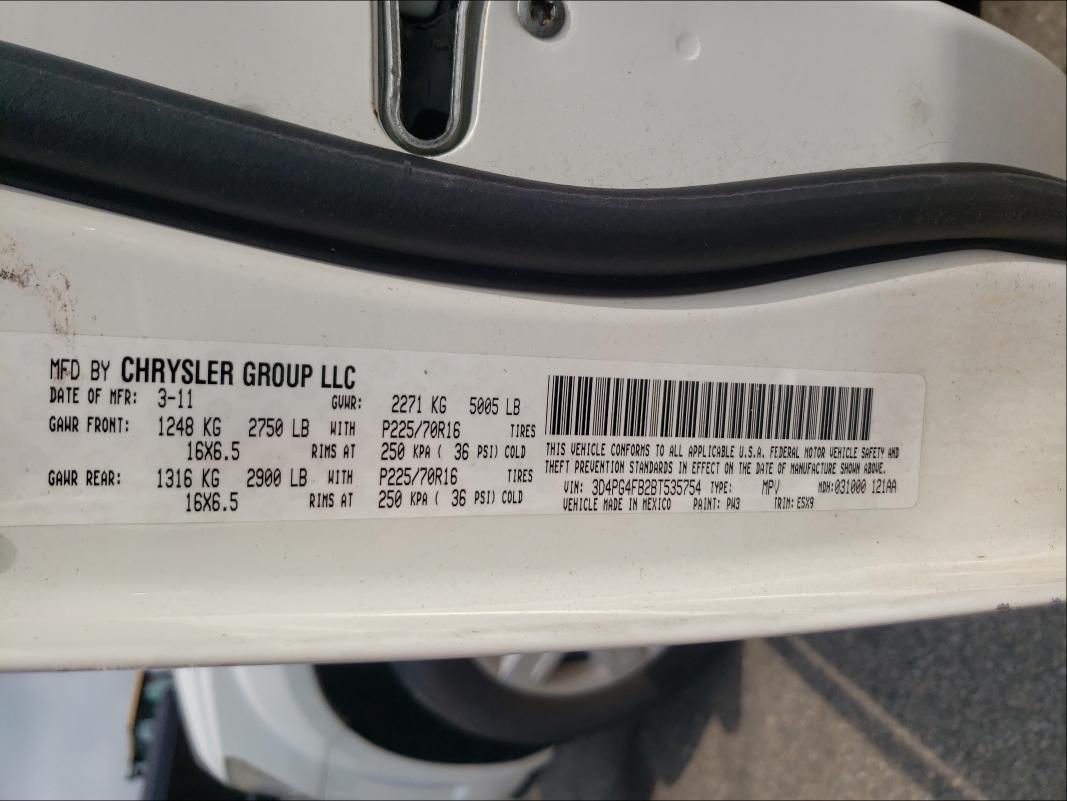 MFD BY CHRYSLER GROUP LLC
DATE OF MFR: 3-11 GVWR: 2271 KG 5005 LB
GAWR FRONT: 1248 KG 2750 LB WITH P225/70R16 TIRES
16X6.5 RIMS AT 250 KPA ( 36 PSI) COLD
GAWR REAR: 1316 KG 2900 LB WITH P225/70R16 TIRES
16X6.5 RIMS AT 250 KPA ( 36 PSI) COLD
THIS VEHICLE CONFORMS TO ALL APPLICABLE U.S.A. FEDERAL MOTOR VEHICLE SAFETY AND
THEFT PREVENTION STANDARDS IN EFFECT ON THE DATE OF MANUFACTURE SHOWN ABOVE.
VIN: 3D4PG4FB2BT535754 TYPE: MPV MDH:031000 121AA
VEHICLE MADE IN MEXICO PAINT: PW3 TRIM: E5X9